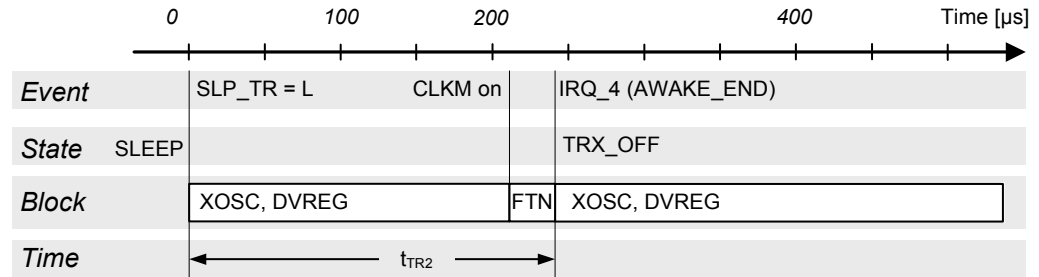 0 100 200 400 Time [µs]
Event SLP_TR = L CLKM on IRQ_4 (AWAKE_END)
State SLEEP TRX_OFF
Block XOSC, DVREG FTN XOSC, DVREG
Time tTR2